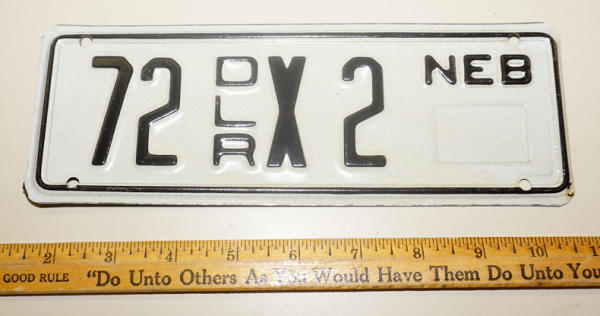 72 DLR X 2 NEB
2 3 4 5 6 7 8 9 10 11
GOOD RULE "Do Unto Others As You Would Have Them Do Unto You